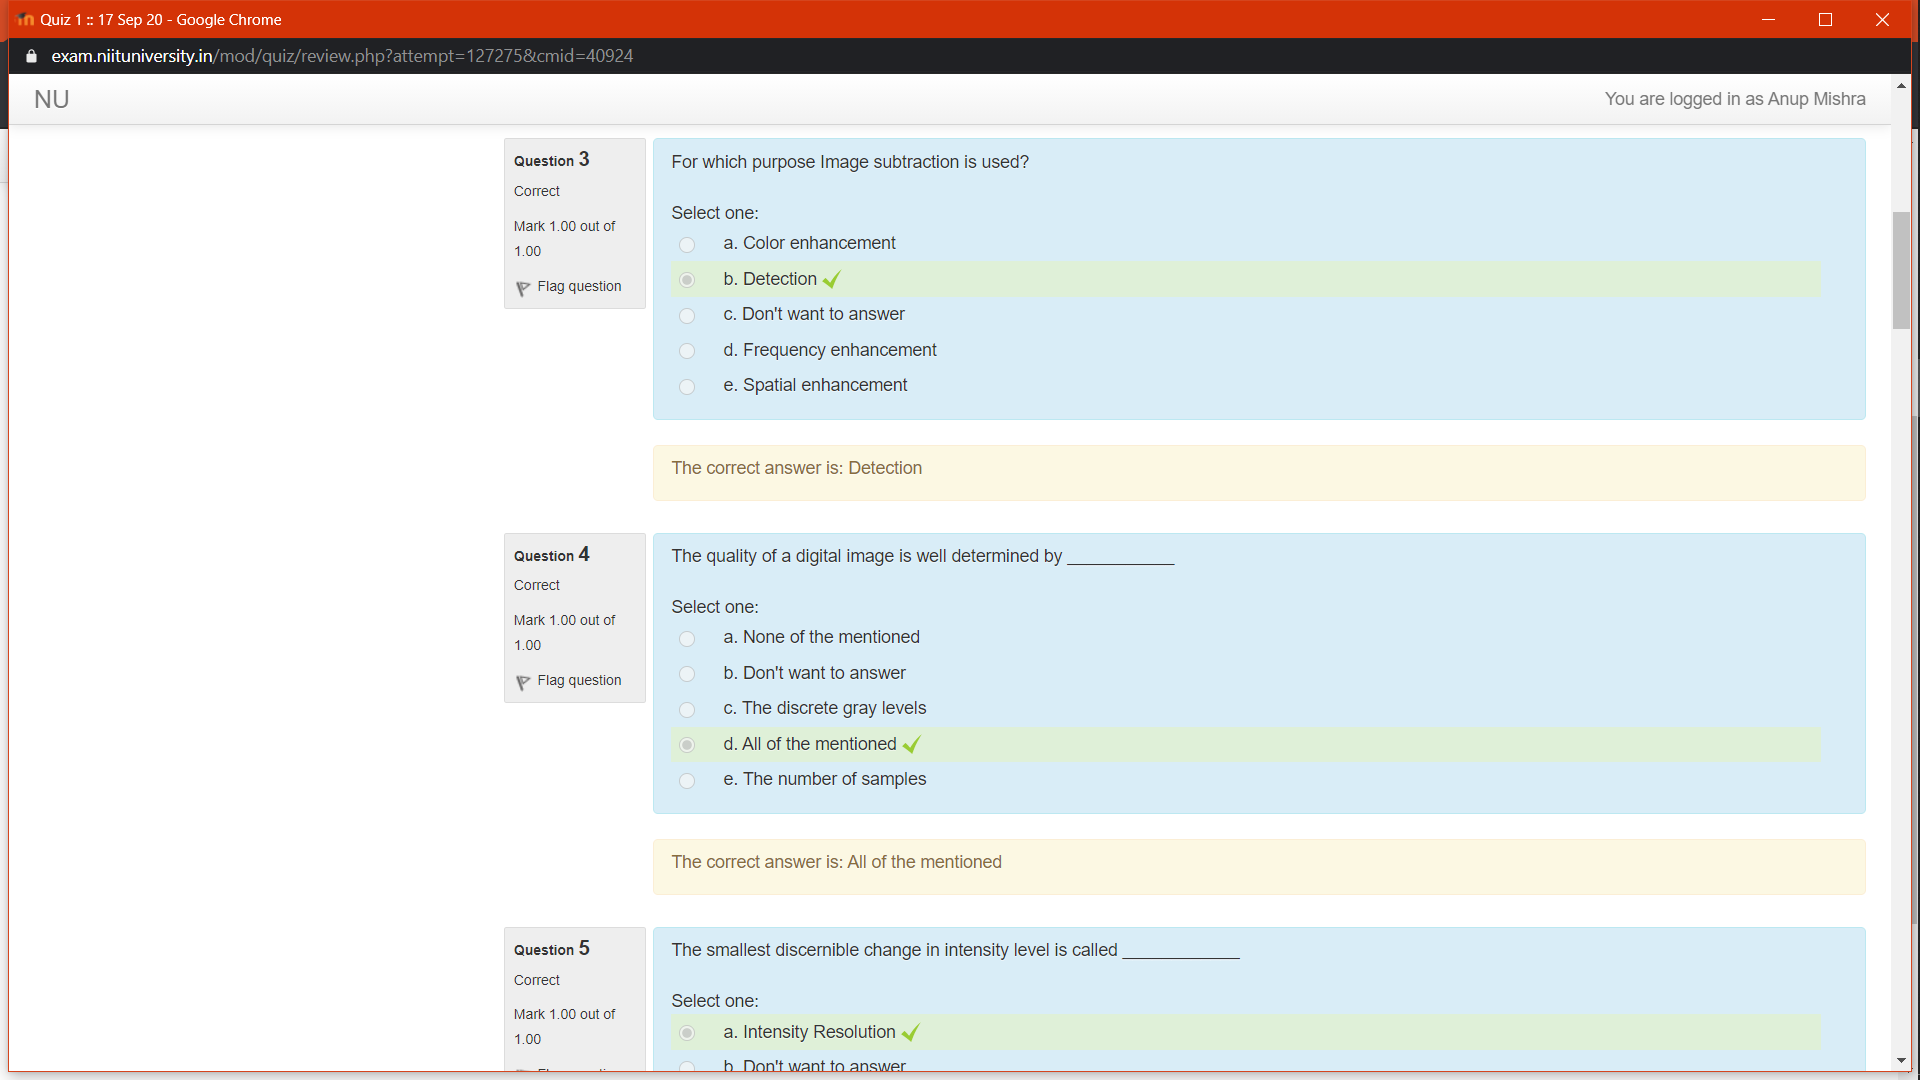 Quiz 1 :: 17 Sep 20 - Google Chrome
exam.niituniversity.in/mod/quiz/review.php?attempt=127275&cmid=40924
NU
You are logged in as Anup Mishra
Question 3
Correct
Mark 1.00 out of
1.00
Flag question
For which purpose Image subtraction is used?
Select one:
a. Color enhancement
b. Detection
c. Don't want to answer
d. Frequency enhancement
e. Spatial enhancement
The correct answer is: Detection
Question 4
Correct
Mark 1.00 out of
1.00
Flag question
The quality of a digital image is well determined by ____________
Select one:
a. None of the mentioned
b. Don't want to answer
c. The discrete gray levels
d. All of the mentioned
e. The number of samples
The correct answer is: All of the mentioned
Question 5
Correct
Mark 1.00 out of
1.00
The smallest discernible change in intensity level is called _____________
Select one:
a. Intensity Resolution
b. Don't want to answer